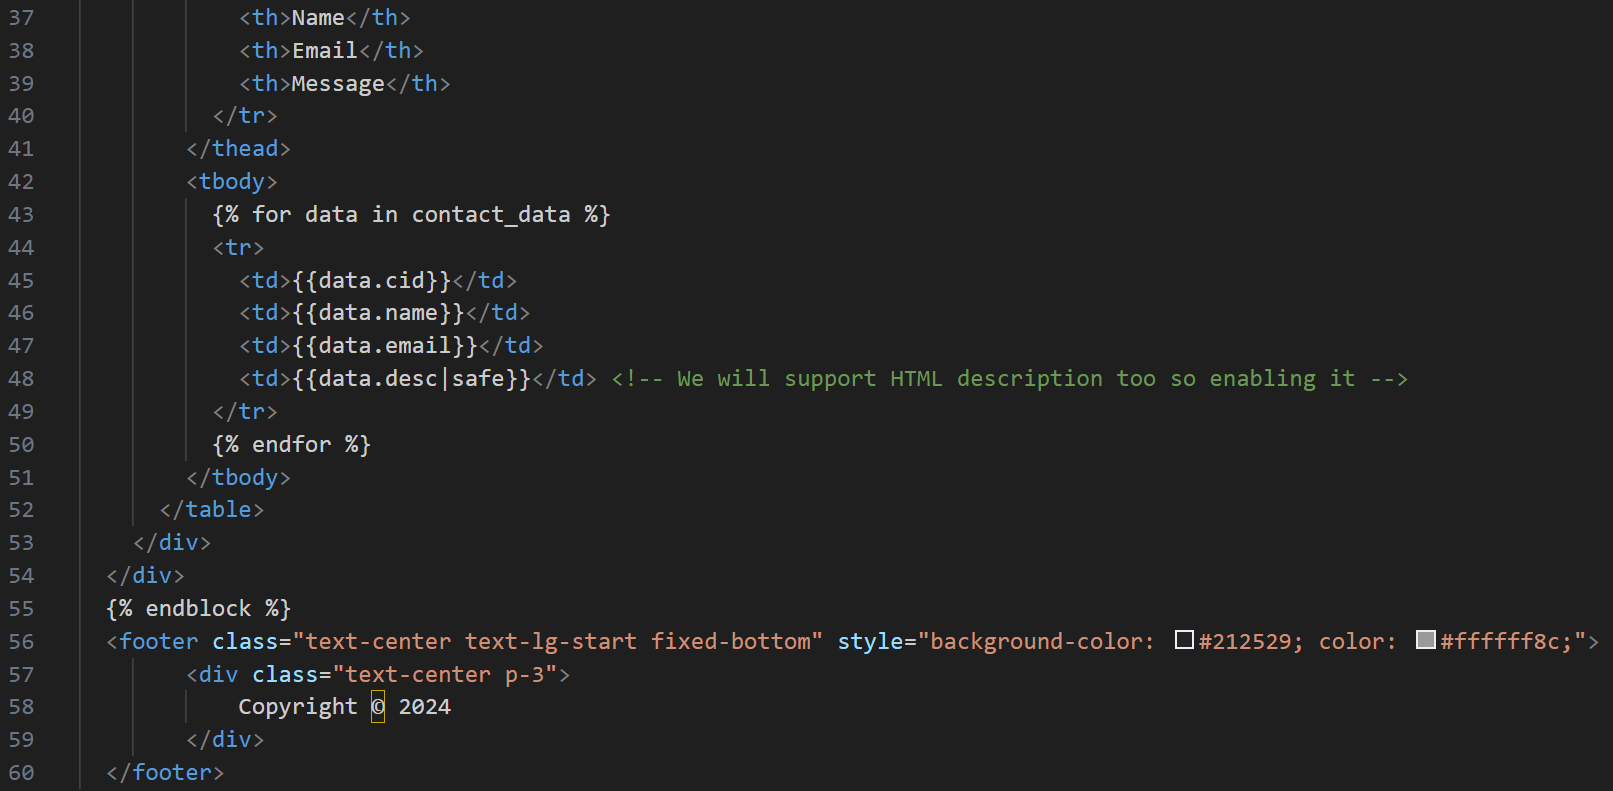 37 <th>Name</th>
38 <th>Email</th>
39 <th>Message</th>
40 </tr>
41 </thead>
42 <tbody>
43 {% for data in contact_data %}
44 <tr>
45 <td>{{data.cid}}</td>
46 <td>{{data.name}}</td>
47 <td>{{data.email}}</td>
48 <td>{{data.desc|safe}}</td> <!-- We will support HTML description too so enabling it -->
49 </tr>
50 {% endfor %}
51 </tbody>
52 </table>
53 </div>
54 </div>
55 {% endblock %}
56 <footer class="text-center text-lg-start fixed-bottom" style="background-color: #212529; color: #ffffff8c;">
57 <div class="text-center p-3">
58 Copyright © 2024
59 </div>
60 </footer>